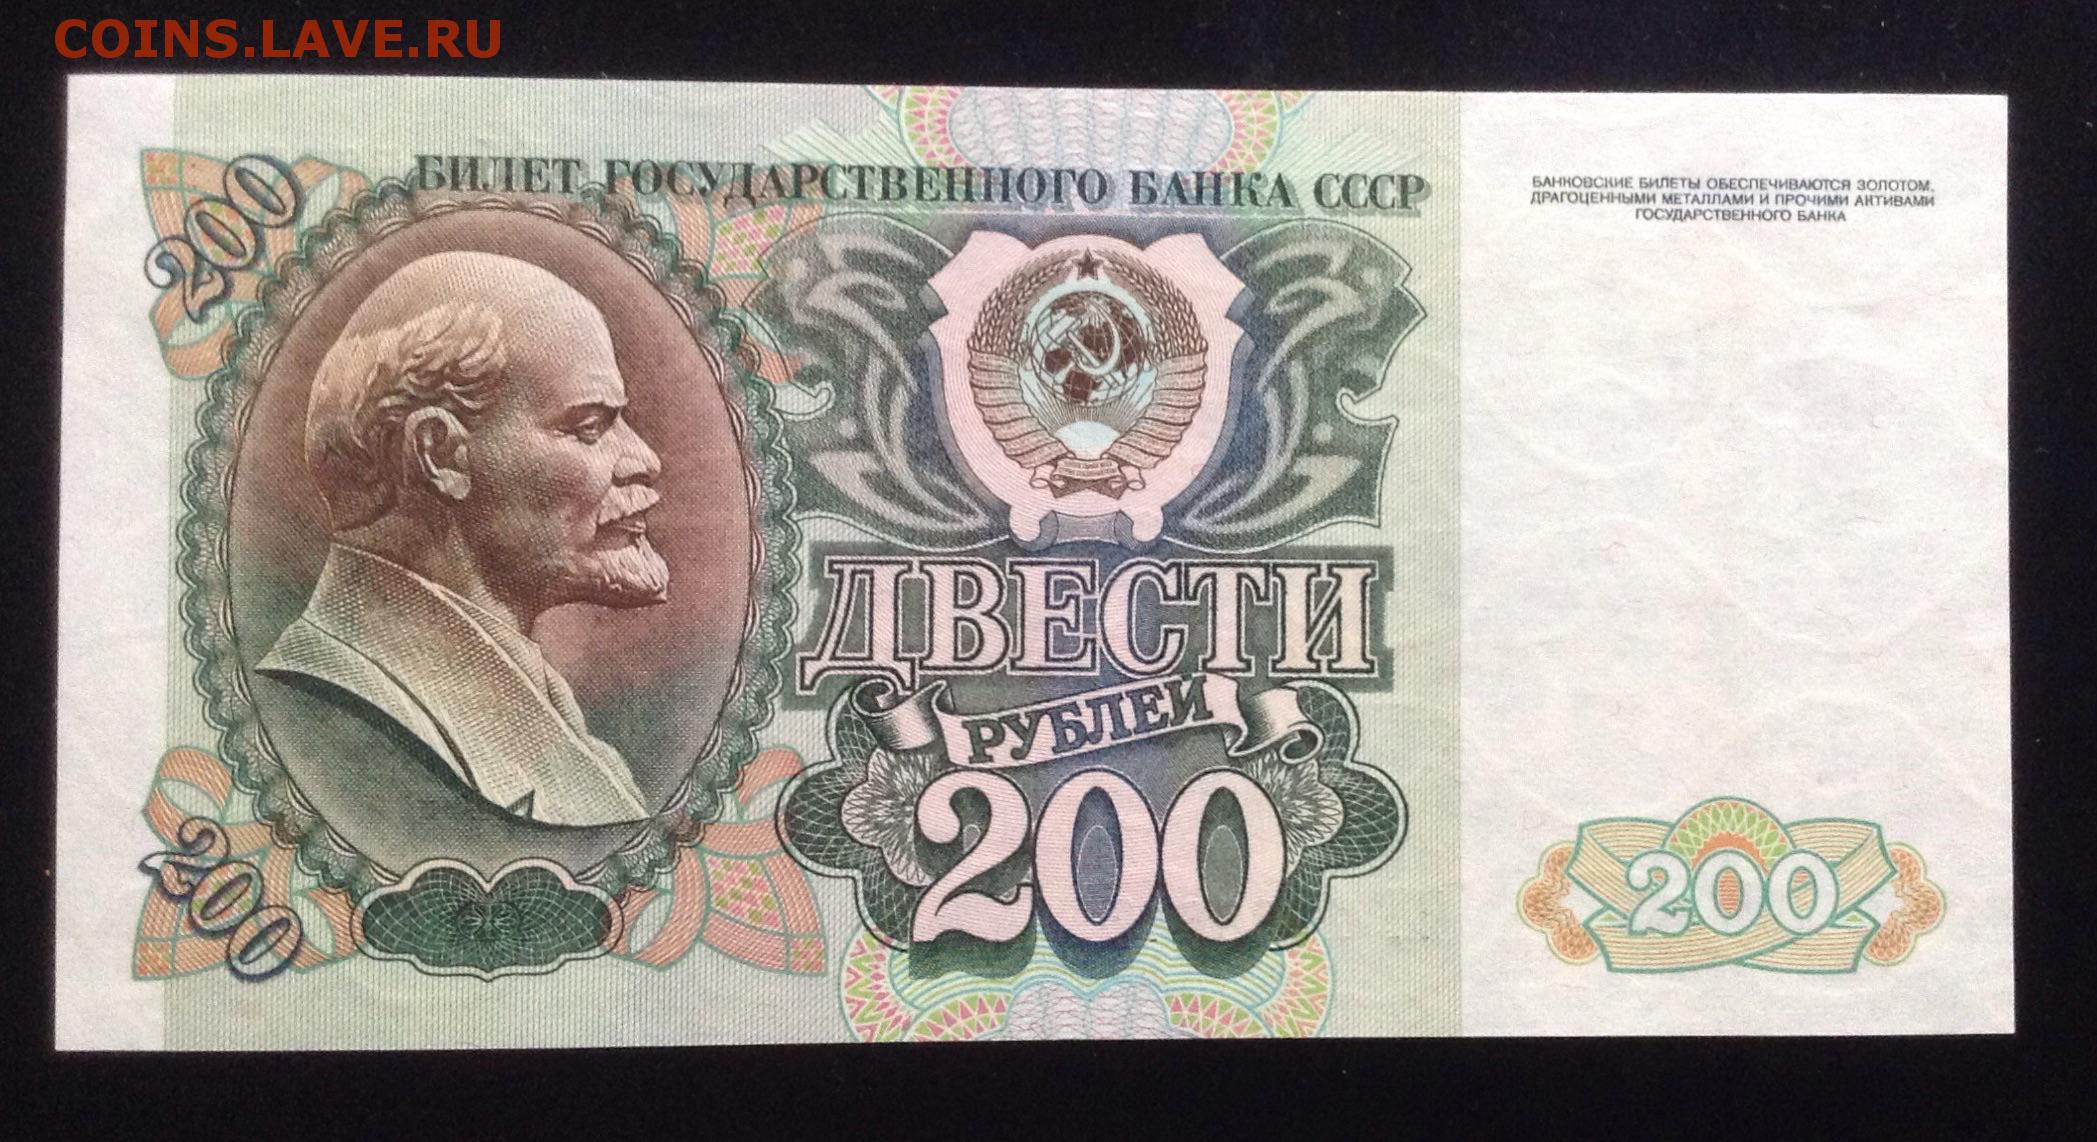 COINS.LAVE.RU
БИЛЕТ ГОСУДАРСТВЕННОГО БАНКА СССР
БАНКОВСКИЕ БИЛЕТЫ ОБЕСПЕЧИВАЮТСЯ ЗОЛОТОМ,
ДРАГОЦЕННЫМИ МЕТАЛЛАМИ И ПРОЧИМИ АКТИВАМИ
ГОСУДАРСТВЕННОГО БАНКА
200
ДВЕСТИ
РУБЛЕЙ
200
200
200